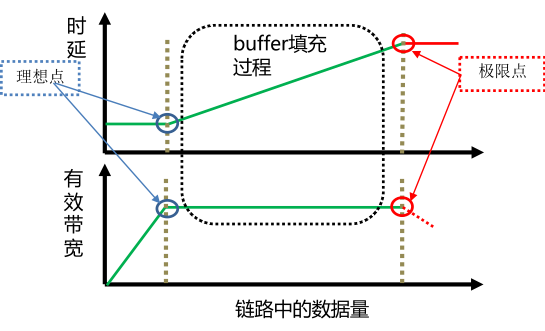 时
延
buffer填充
过程
理想点
极限点
有
效
带
宽
链路中的数据量